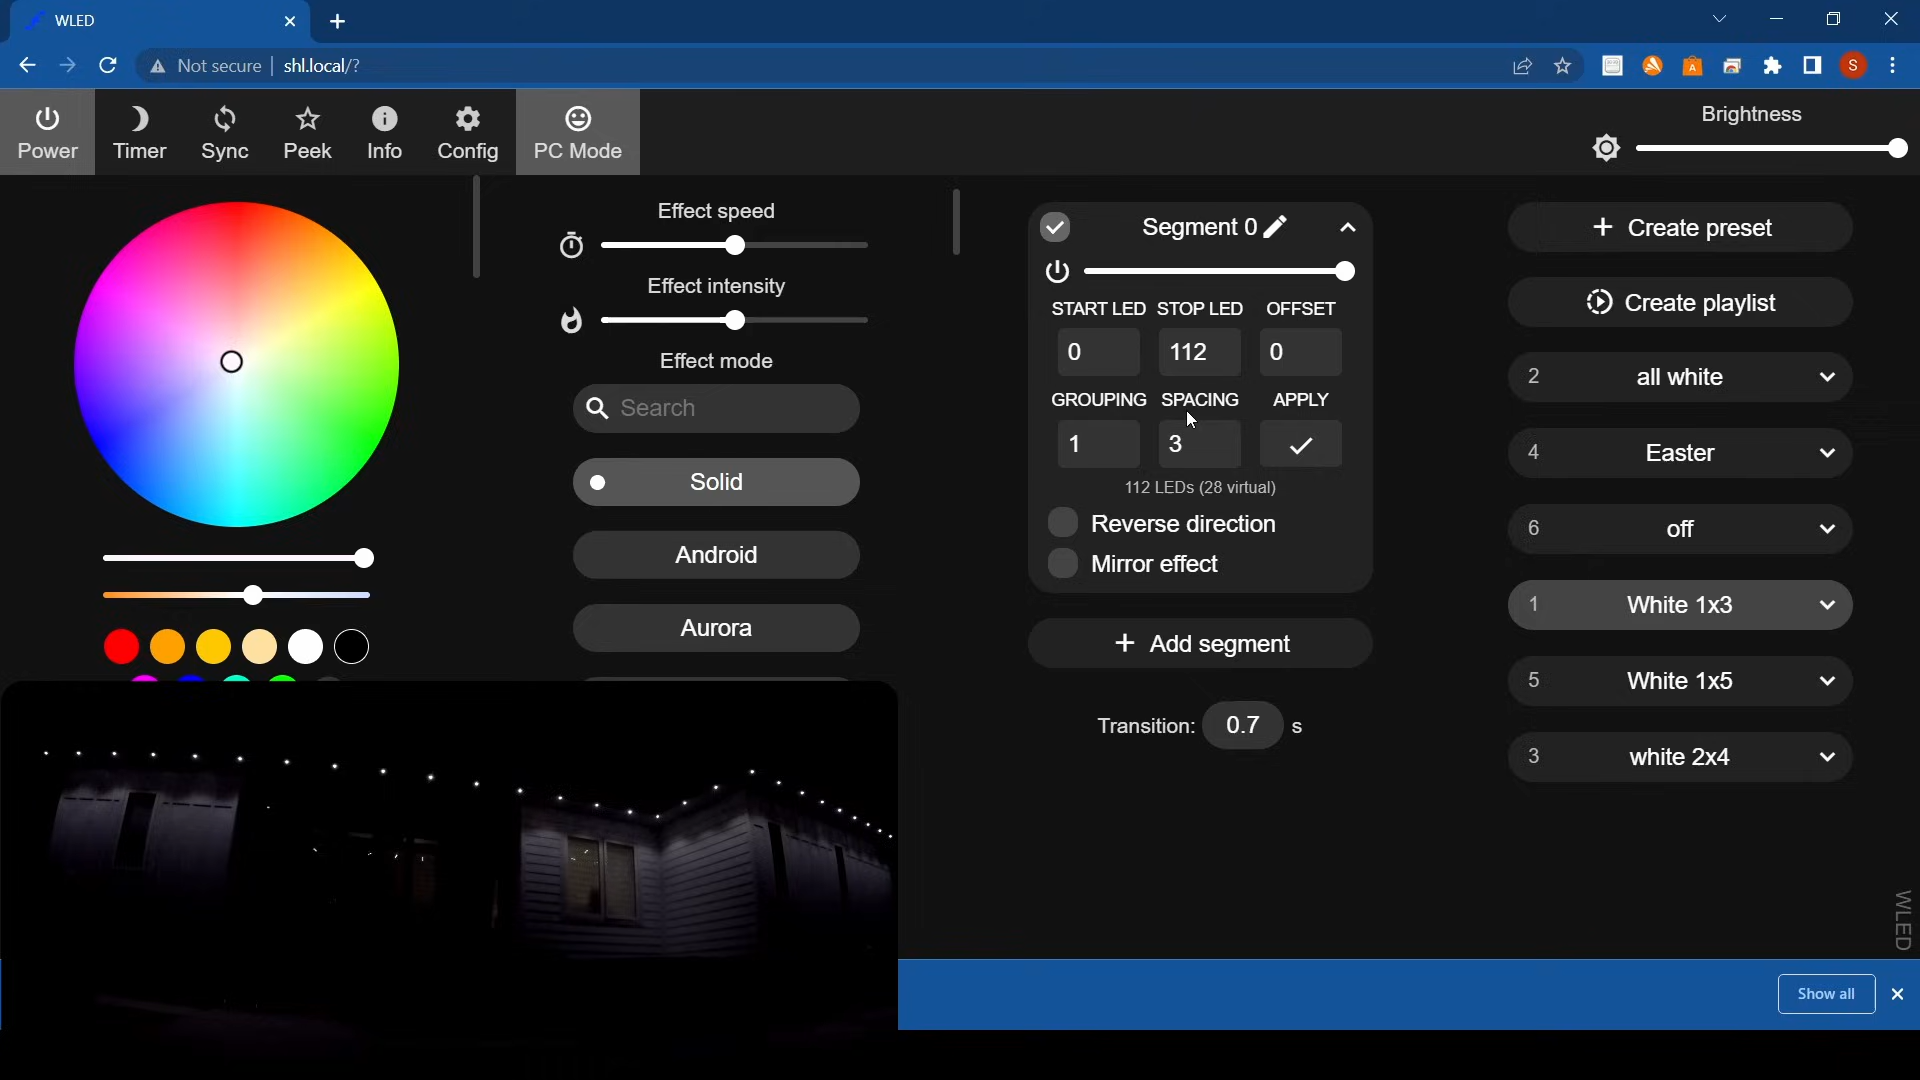 WLED
Not secure
shl.local/?
S
Power
Timer
Sync
Peek
Info
Config
PC Mode
Brightness
Effect speed
Effect intensity
Effect mode
Search
Solid
Android
Aurora
Segment 0
START LED STOP LED OFFSET
0 112 0
GROUPING SPACING APPLY
1 3
112 LEDs (28 virtual)
Reverse direction
Mirror effect
+ Add segment
Transition: 0.7 s
+ Create preset
Create playlist
2 all white
4 Easter
6 off
1 White 1x3
5 White 1x5
3 white 2x4
WLED
Show all